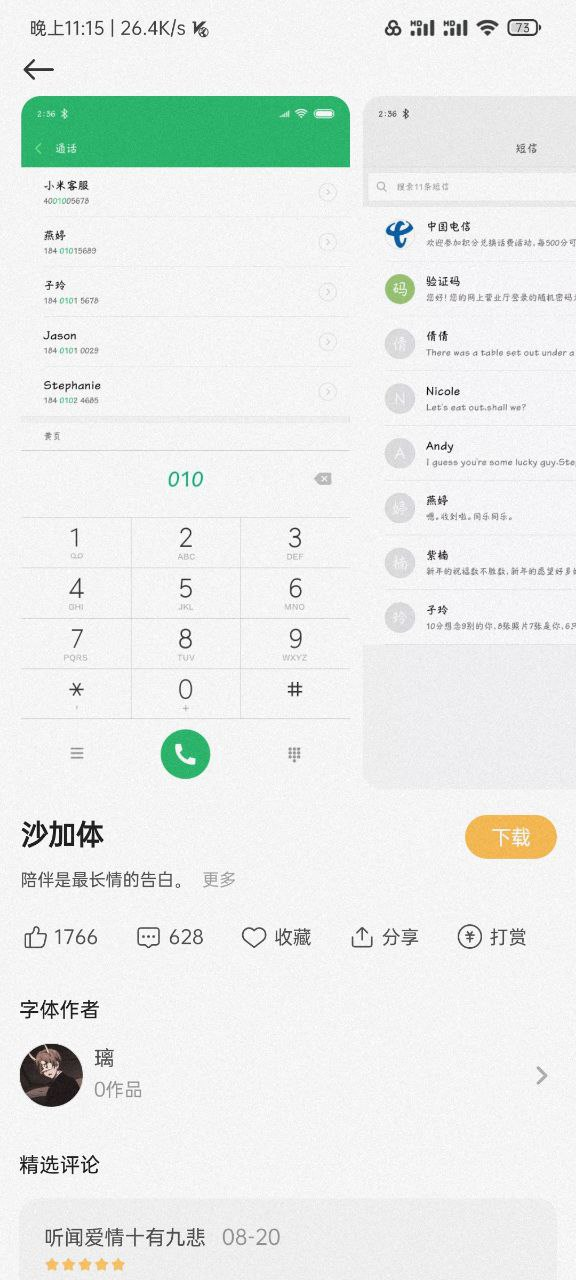 晚上11:15 | 26.4K/s
73
2:36
通话
小米客服
4001005678
燕婷
184 01015689
子玲
184 0101 5678
Jason
184 0101 0029
Stephanie
184 0102 4685
黄页
010
1
2 ABC
3 DEF
4 GHI
5 JKL
6 MNO
7 PQRS
8 TUV
9 WXYZ
*
,
0
+
#
2:36
短信
搜索11条短信
中国电信
欢迎参加积分兑换话费活动,每500分可
验证码
您好!您的网上营业厅登录的随机密码
码
倩倩
There was a table set out under a
倩
Nicole
Let's eat out.shall we?
N
Andy
I guess you're some lucky guy.Ste
A
燕婷
嗯。收到啦。同乐同乐。
婷
紫楠
新年的祝福数不胜数,新年的愿望好多
楠
子玲
10分想念9别的你,8张照片7张是你,6
玲
沙加体
下载
陪伴是最长情的告白。 更多
1766
628
收藏
分享
打赏
字体作者
璃
0作品
精选评论
听闻爱情十有九悲 08-20